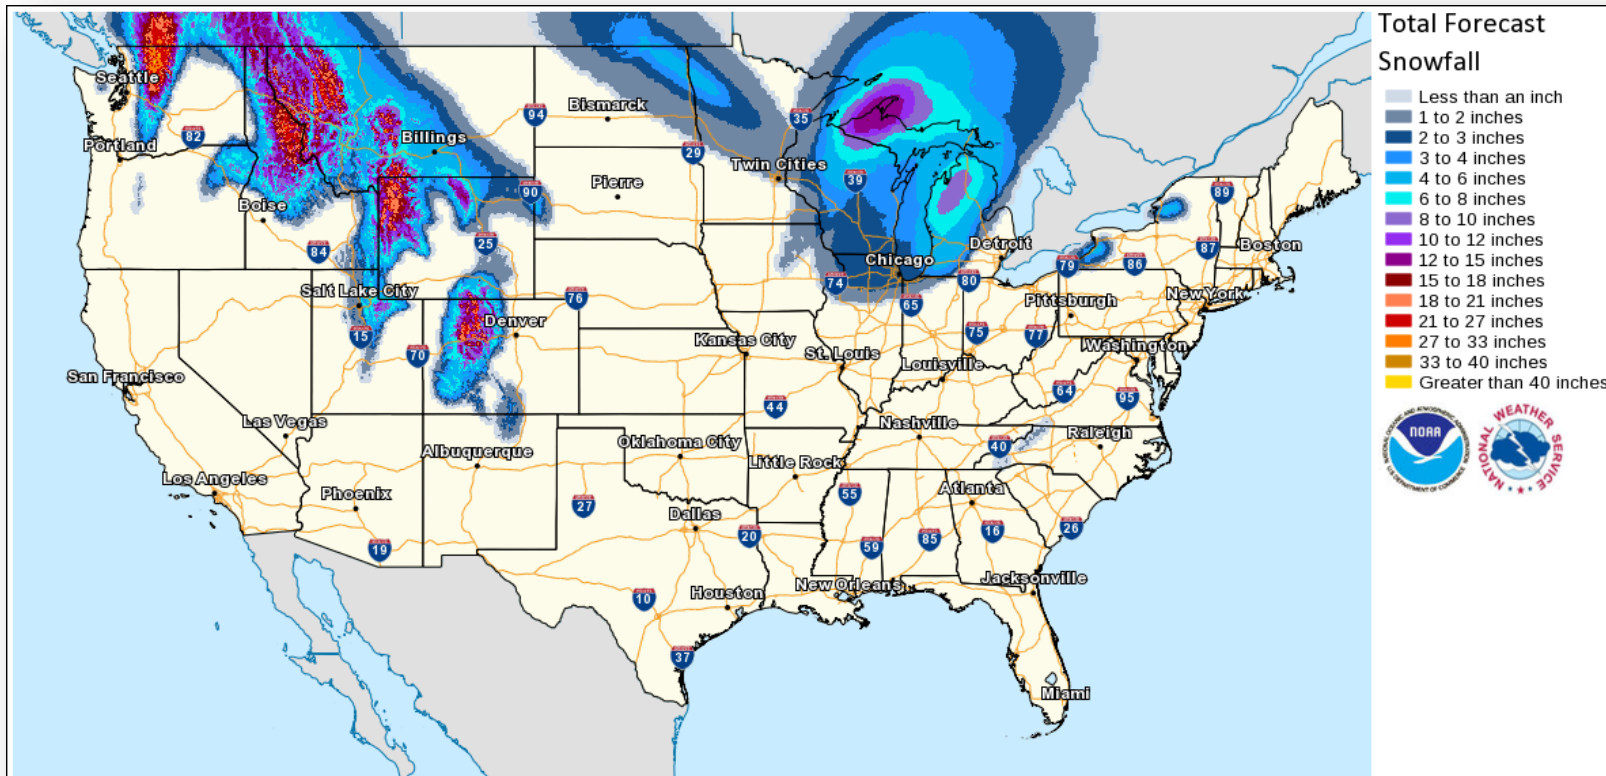 Total Forecast
Snowfall
Less than an inch
1 to 2 inches
2 to 3 inches
3 to 4 inches
4 to 6 inches
6 to 8 inches
8 to 10 inches
10 to 12 inches
12 to 15 inches
15 to 18 inches
18 to 21 inches
21 to 27 inches
27 to 33 inches
33 to 40 inches
Greater than 40 inches
NOAA
NATIONAL WEATHER SERVICE
Seattle
82
Portland
Billings
94
Bismarck
35
29
Twin Cities
39
90
Pierre
Boise
84
25
89
87
Boston
Detroit
Chicago
79
86
74
80
65
Salt Lake City
15
70
76
Denver
Pittsburgh
New York
75
77
Kansas City
St. Louis
Louisville
Washington
San Francisco
44
64
95
Las Vegas
Nashville
Raleigh
40
Albuquerque
Oklahoma City
Little Rock
Los Angeles
Phoenix
27
55
Atlanta
Dallas
20
59
85
16
26
19
Jacksonville
New Orleans
Houston
10
37
Miami